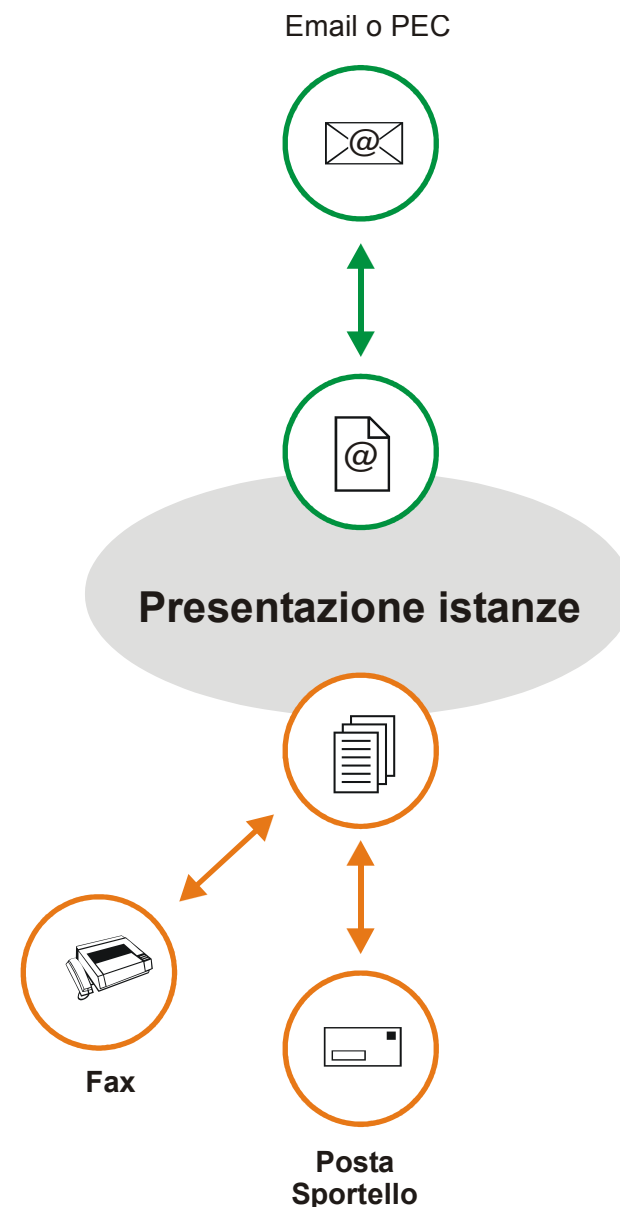 Email o PEC
@
@
Presentazione istanze
Fax
Posta
Sportello